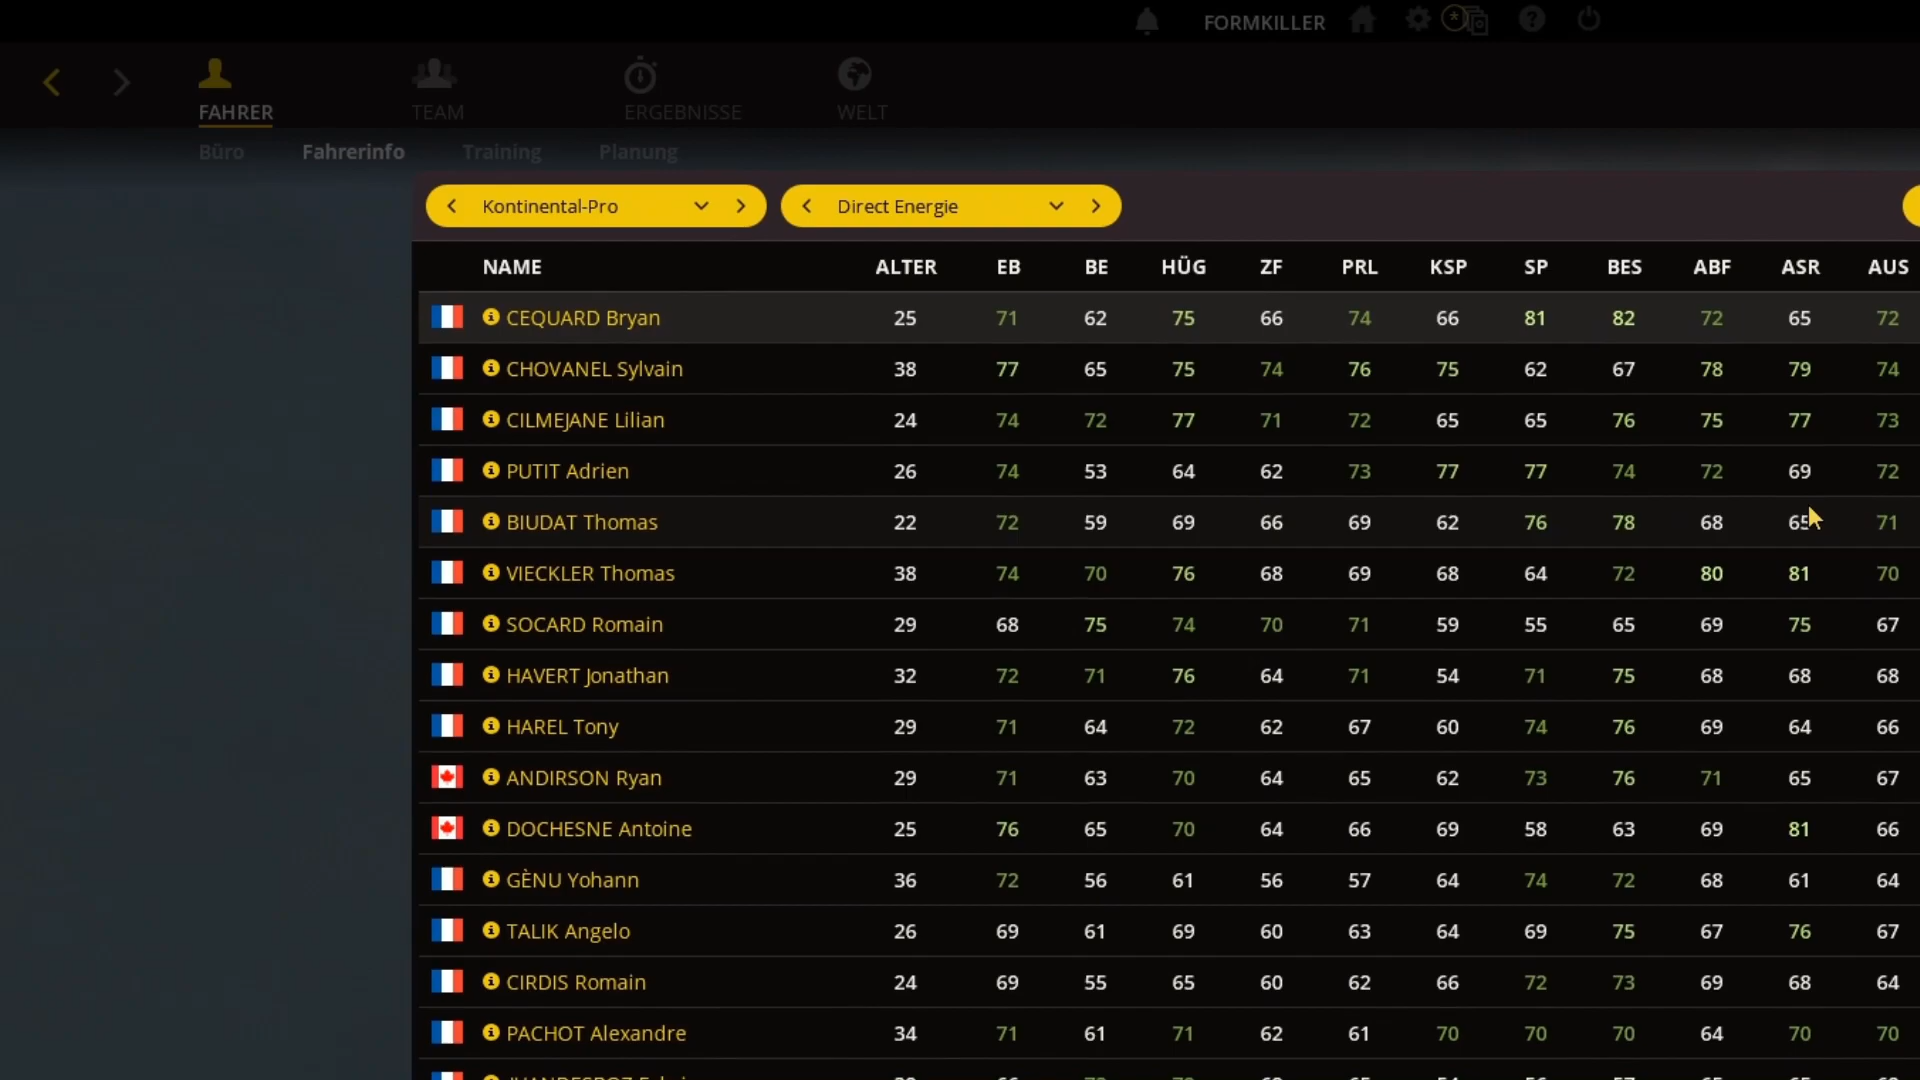 FORMKILLER
FAHRER TEAM ERGEBNISSE WELT
Büro Fahrerinfo Training Planung
Kontinental-Pro Direct Energie
NAME ALTER EB BE HÜG ZF PRL KSP SP BES ABF ASR AUS
CEQUARD Bryan 25 71 62 75 66 74 66 81 82 72 65 72
CHOVANEL Sylvain 38 77 65 75 74 76 75 62 67 78 79 74
CILMEJANE Lilian 24 74 72 77 71 72 65 65 76 75 77 73
PUTIT Adrien 26 74 53 64 62 73 77 77 74 72 69 72
BIUDAT Thomas 22 72 59 69 66 69 62 76 78 68 65 71
VIECKLER Thomas 38 74 70 76 68 69 68 64 72 80 81 70
SOCARD Romain 29 68 75 74 70 71 59 55 65 69 75 67
HAVERT Jonathan 32 72 71 76 64 71 54 71 75 68 68 68
HAREL Tony 29 71 64 72 62 67 60 74 76 69 64 66
ANDIRSON Ryan 29 71 63 70 64 65 62 73 76 71 65 67
DOCHESNE Antoine 25 76 65 70 64 66 69 58 63 69 81 66
GÈNU Yohann 36 72 56 61 56 57 64 74 72 68 61 64
TALIK Angelo 26 69 61 69 60 63 64 69 75 67 76 67
CIRDIS Romain 24 69 55 65 60 62 66 72 73 69 68 64
PACHOT Alexandre 34 71 61 71 62 61 70 70 70 64 70 70